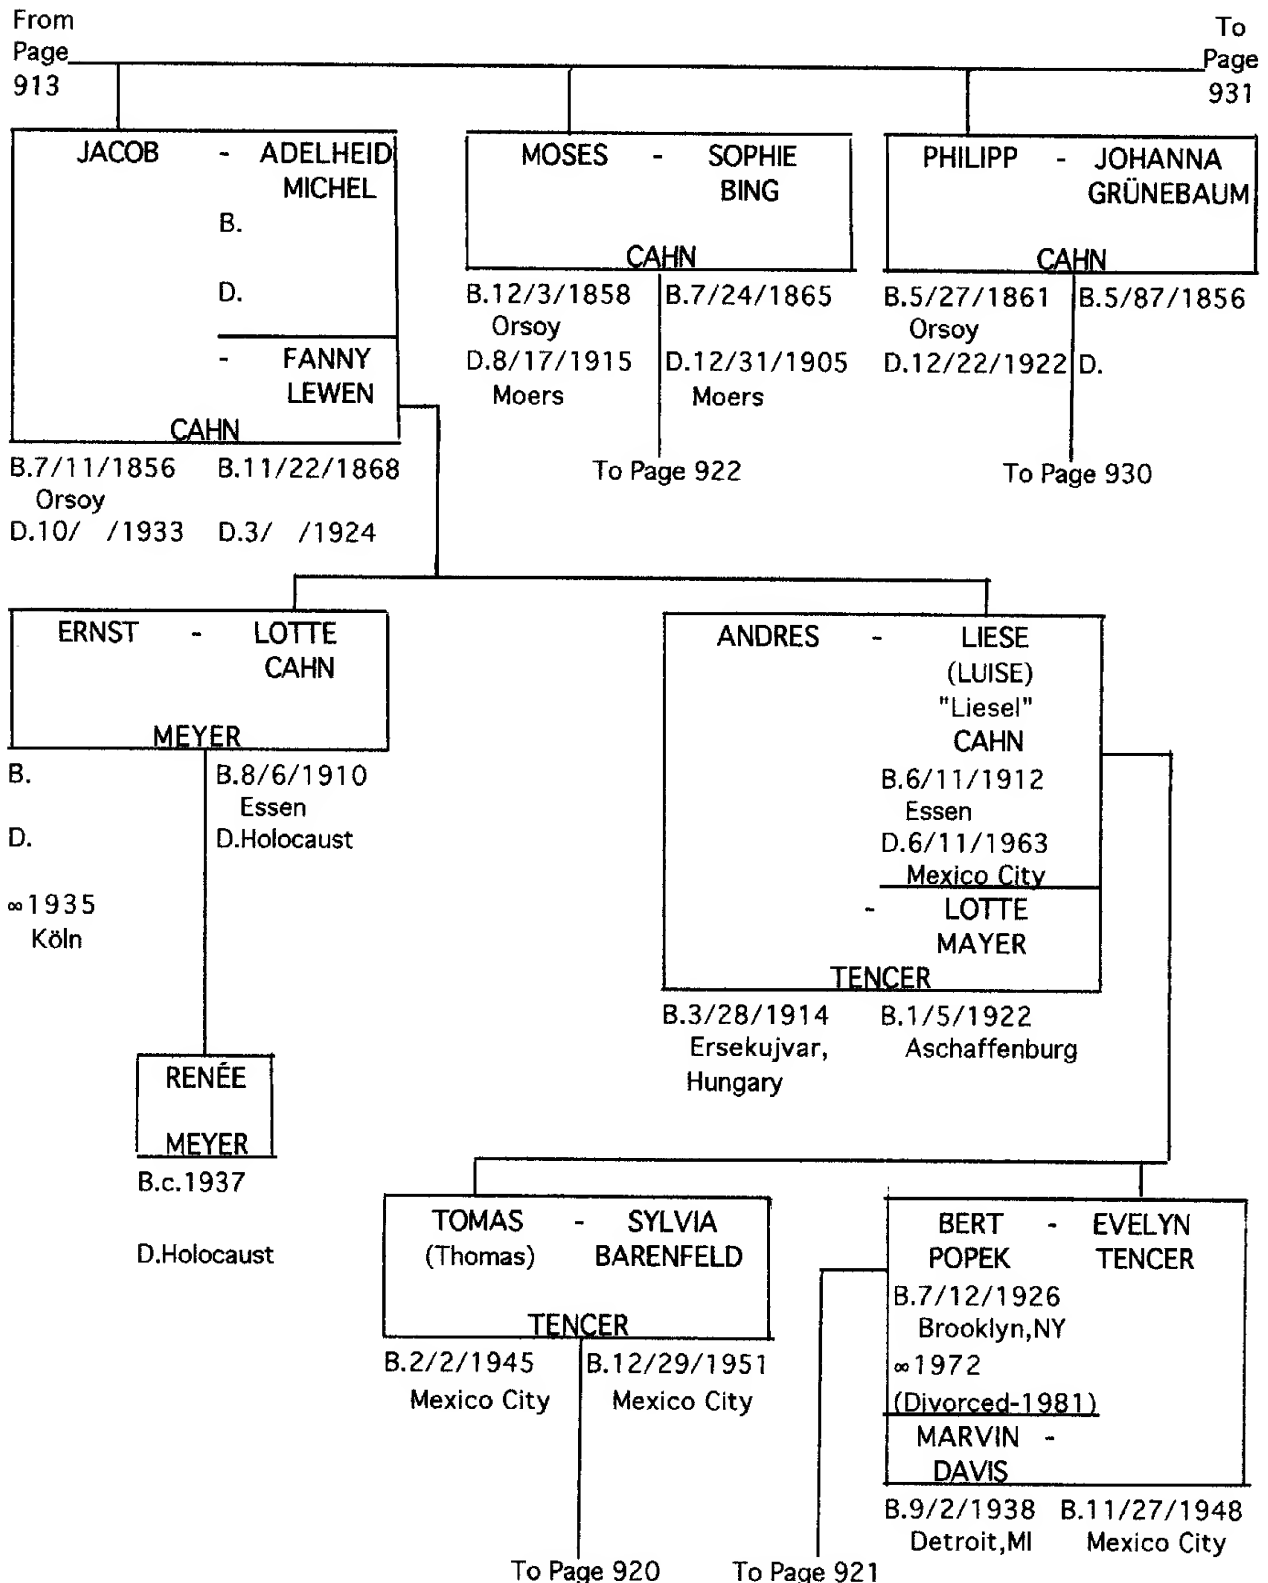 From
Page
913
To
Page
931
JACOB - ADELHEID
MICHEL
B.
D.
- FANNY
LEWEN
CAHN
B.7/11/1856 B.11/22/1868
Orsoy
D.10/ /1933 D.3/ /1924
MOSES - SOPHIE
BING
CAHN
B.12/3/1858 B.7/24/1865
Orsoy
D.8/17/1915 D.12/31/1905
Moers Moers
To Page 922
PHILIPP - JOHANNA
GRÜNEBAUM
CAHN
B.5/27/1861 B.5/87/1856
Orsoy
D.12/22/1922 D.
To Page 930
ERNST - LOTTE
CAHN
MEYER
B. B.8/6/1910
Essen
D. D.Holocaust
∞1935
Köln
ANDRES - LIESE
(LUISE)
"Liesel"
CAHN
B.6/11/1912
Essen
D.6/11/1963
Mexico City
- LOTTE
MAYER
TENCER
B.3/28/1914 B.1/5/1922
Ersekujvar, Aschaffenburg
Hungary
RENÉE
MEYER
B.c.1937
D.Holocaust
TOMAS - SYLVIA
(Thomas) BARENFELD
TENCER
B.2/2/1945 B.12/29/1951
Mexico City Mexico City
To Page 920
BERT - EVELYN
POPEK TENCER
B.7/12/1926
Brooklyn,NY
∞1972
(Divorced-1981)
MARVIN -
DAVIS
B.9/2/1938 B.11/27/1948
Detroit,MI Mexico City
To Page 921